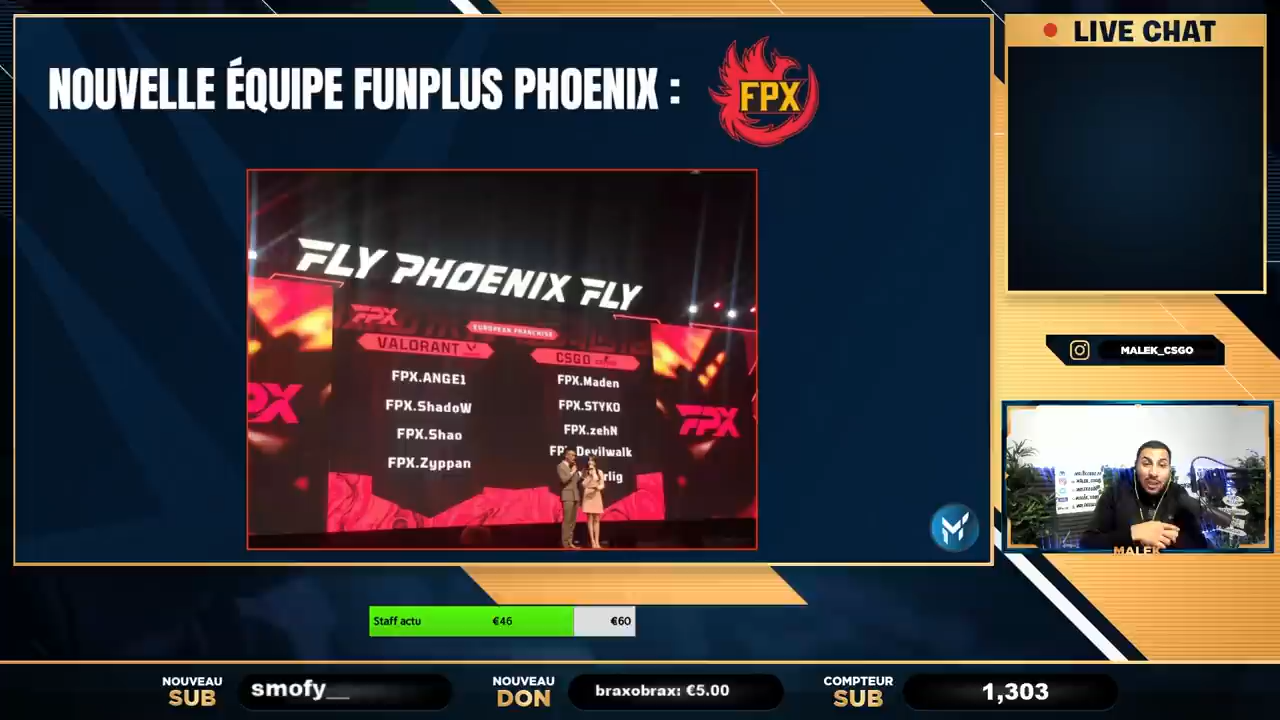 NOUVELLE ÉQUIPE FUNPLUS PHOENIX :
FPX
LIVE CHAT
FLY PHOENIX FLY
FPX
EUROPEAN FRANCHISE
VALORANT
CSGO
FPX.ANGE1
FPX.ShadoW
FPX.Shao
FPX.Zyppan
FPX.Maden
FPX.STYKO
FPX.zehN
Devilwalk
rlig
PX
FPX
MALEK_CSGO
MALEK
Staff actu €46 €60
NOUVEAU
SUB
smofy__
NOUVEAU
DON
braxobrax: €5.00
COMPTEUR
SUB
1,303